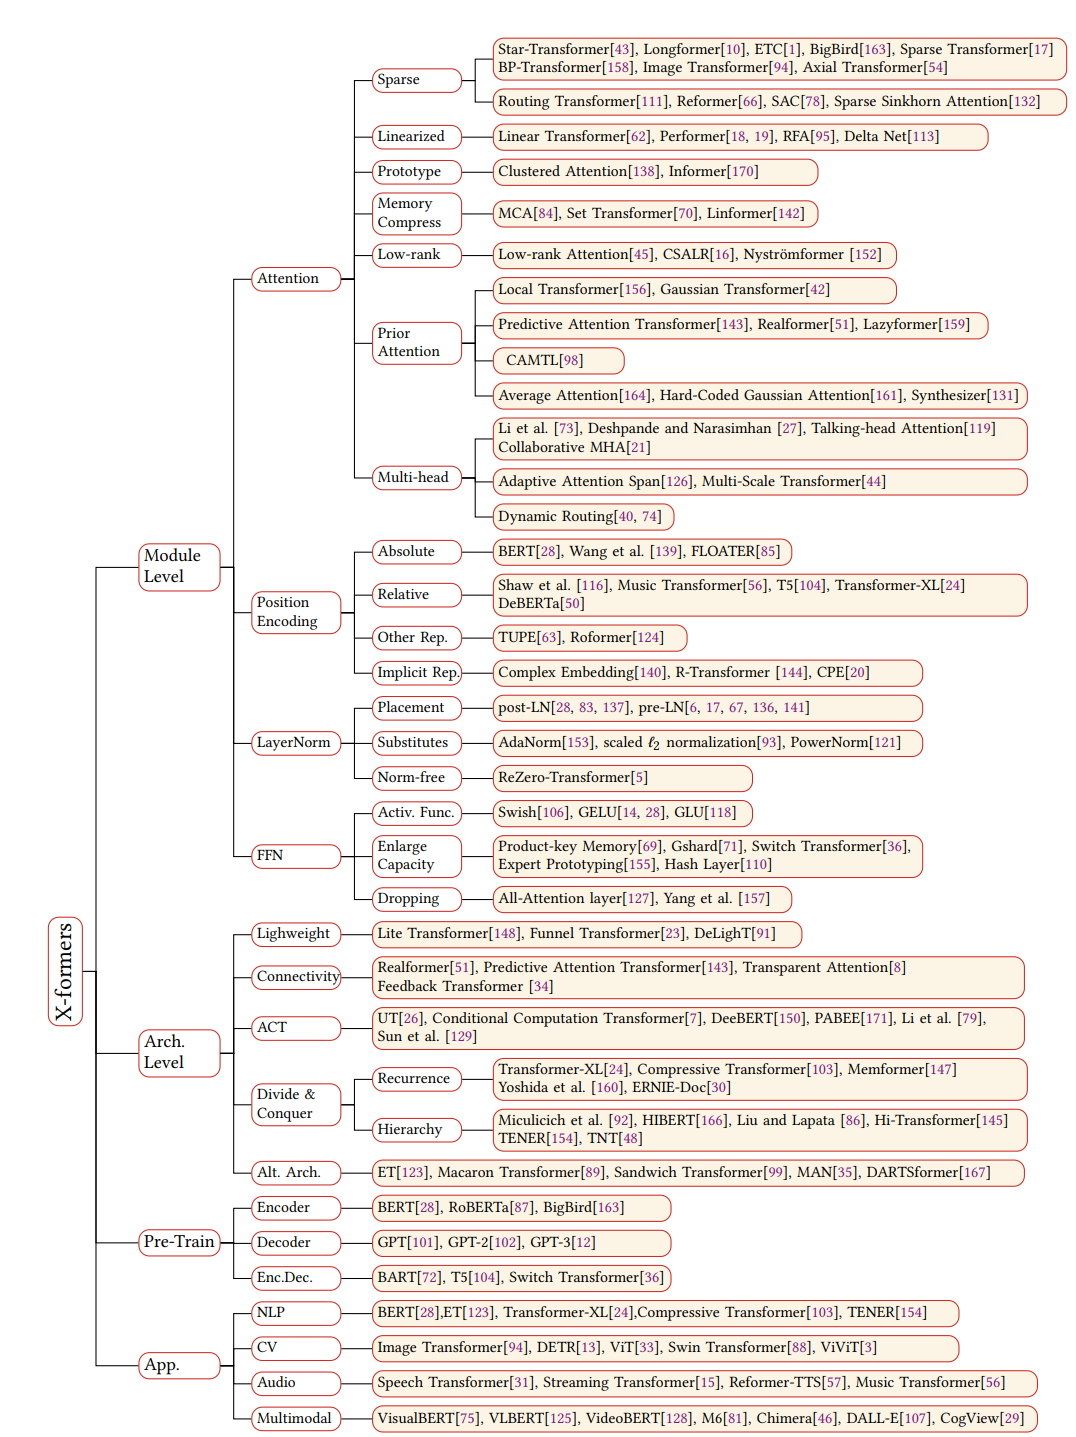 X-formers
Module
Level
Attention
Sparse
Star-Transformer[43], Longformer[10], ETC[1], BigBird[163], Sparse Transformer[17]
BP-Transformer[158], Image Transformer[94], Axial Transformer[54]
Routing Transformer[111], Reformer[66], SAC[78], Sparse Sinkhorn Attention[132]
Linearized
Linear Transformer[62], Performer[18, 19], RFA[95], Delta Net[113]
Prototype
Clustered Attention[138], Informer[170]
Memory
Compress
MCA[84], Set Transformer[70], Linformer[142]
Low-rank
Low-rank Attention[45], CSALR[16], Nyströmformer [152]
Prior
Attention
Local Transformer[156], Gaussian Transformer[42]
Predictive Attention Transformer[143], Realformer[51], Lazyformer[159]
CAMTL[98]
Average Attention[164], Hard-Coded Gaussian Attention[161], Synthesizer[131]
Multi-head
Li et al. [73], Deshpande and Narasimhan [27], Talking-head Attention[119]
Collaborative MHA[21]
Adaptive Attention Span[126], Multi-Scale Transformer[44]
Dynamic Routing[40, 74]
Position
Encoding
Absolute
BERT[28], Wang et al. [139], FLOATER[85]
Relative
Shaw et al. [116], Music Transformer[56], T5[104], Transformer-XL[24]
DeBERTa[50]
Other Rep.
TUPE[63], Roformer[124]
Implicit Rep.
Complex Embedding[140], R-Transformer [144], CPE[20]
LayerNorm
Placement
post-LN[28, 83, 137], pre-LN[6, 17, 67, 136, 141]
Substitutes
AdaNorm[153], scaled ℓ2 normalization[93], PowerNorm[121]
Norm-free
ReZero-Transformer[5]
FFN
Activ. Func.
Swish[106], GELU[14, 28], GLU[118]
Enlarge
Capacity
Product-key Memory[69], Gshard[71], Switch Transformer[36],
Expert Prototyping[155], Hash Layer[110]
Dropping
All-Attention layer[127], Yang et al. [157]
Arch.
Level
Lighweight
Lite Transformer[148], Funnel Transformer[23], DeLighT[91]
Connectivity
Realformer[51], Predictive Attention Transformer[143], Transparent Attention[8]
Feedback Transformer [34]
ACT
UT[26], Conditional Computation Transformer[7], DeeBERT[150], PABEE[171], Li et al. [79],
Sun et al. [129]
Divide &
Conquer
Recurrence
Transformer-XL[24], Compressive Transformer[103], Memformer[147]
Yoshida et al. [160], ERNIE-Doc[30]
Hierarchy
Miculicich et al. [92], HIBERT[166], Liu and Lapata [86], Hi-Transformer[145]
TENER[154], TNT[48]
Alt. Arch.
ET[123], Macaron Transformer[89], Sandwich Transformer[99], MAN[35], DARTSformer[167]
Pre-Train
Encoder
BERT[28], RoBERTa[87], BigBird[163]
Decoder
GPT[101], GPT-2[102], GPT-3[12]
Enc.Dec.
BART[72], T5[104], Switch Transformer[36]
App.
NLP
BERT[28],ET[123], Transformer-XL[24],Compressive Transformer[103], TENER[154]
CV
Image Transformer[94], DETR[13], ViT[33], Swin Transformer[88], ViViT[3]
Audio
Speech Transformer[31], Streaming Transformer[15], Reformer-TTS[57], Music Transformer[56]
Multimodal
VisualBERT[75], VLBERT[125], VideoBERT[128], M6[81], Chimera[46], DALL-E[107], CogView[29]